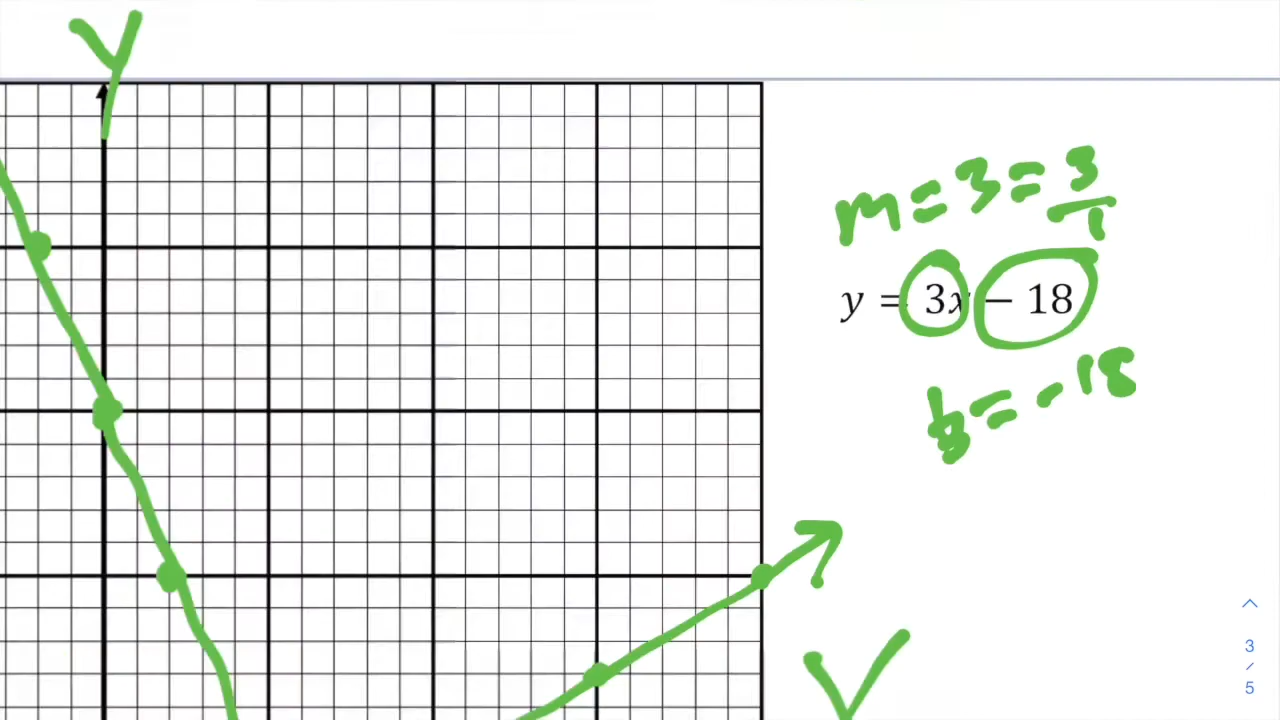 Y
m = 3 = 3/1
y = 3x - 18
b = -18
3
/
5